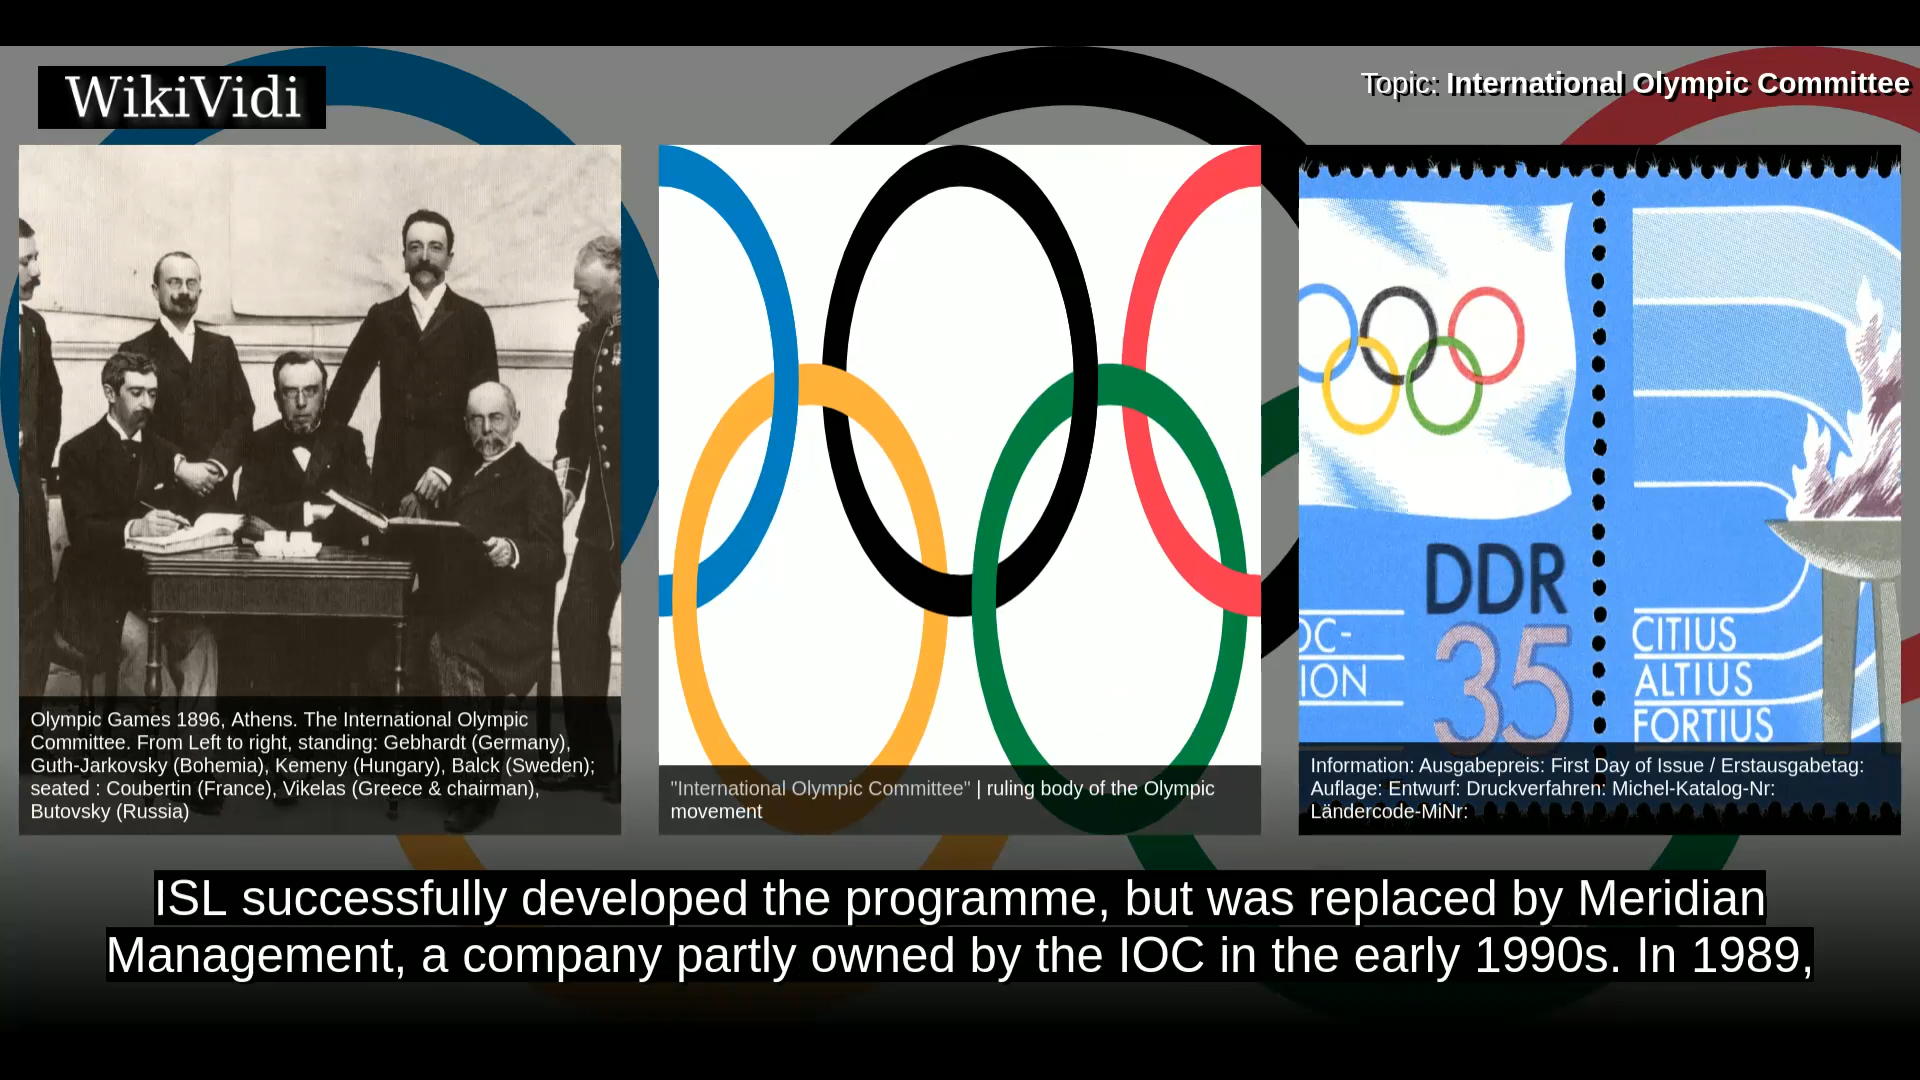 WikiVidi
Topic: International Olympic Committee
Olympic Games 1896, Athens. The International Olympic
Committee. From Left to right, standing: Gebhardt (Germany),
Guth-Jarkovsky (Bohemia), Kemeny (Hungary), Balck (Sweden);
seated : Coubertin (France), Vikelas (Greece & chairman),
Butovsky (Russia)
"International Olympic Committee" | ruling body of the Olympic
movement
DDR
35
OC-
ION
CITIUS
ALTIUS
FORTIUS
Information: Ausgabepreis: First Day of Issue / Erstausgabetag:
Auflage: Entwurf: Druckverfahren: Michel-Katalog-Nr:
Ländercode-MiNr:
ISL successfully developed the programme, but was replaced by Meridian
Management, a company partly owned by the IOC in the early 1990s. In 1989,